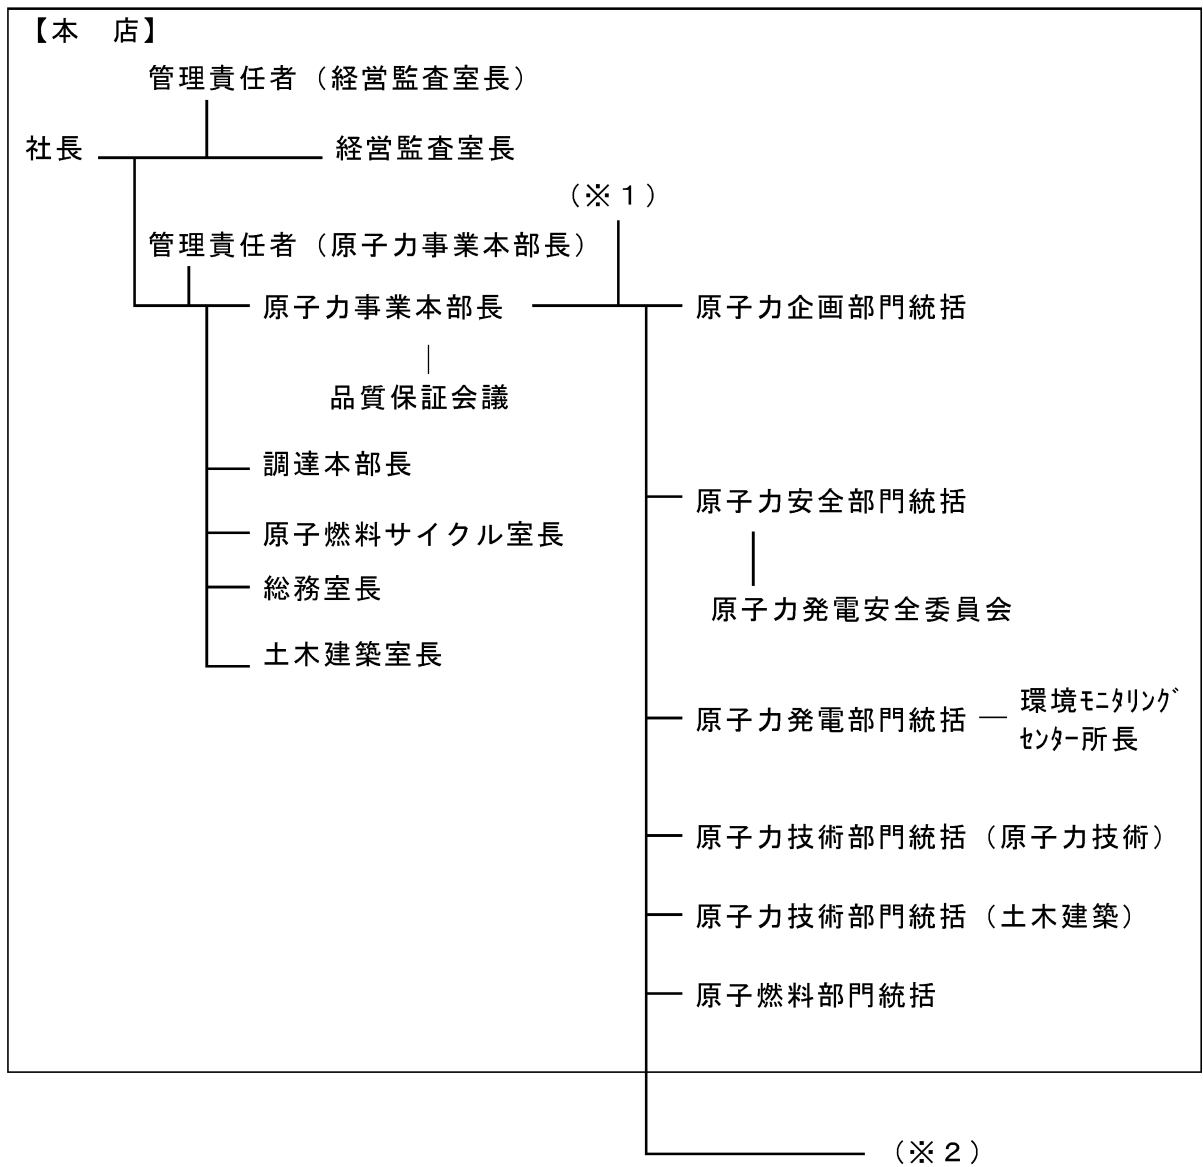 【本　店】
管理責任者（経営監査室長）
社長
経営監査室長
（※１）
管理責任者（原子力事業本部長）
原子力事業本部長
原子力企画部門統括
品質保証会議
調達本部長
原子力安全部門統括
原子燃料サイクル室長
総務室長
原子力発電安全委員会
土木建築室長
原子力発電部門統括
環境ﾓﾆﾀﾘﾝｸﾞ
ｾﾝﾀｰ所長
原子力技術部門統括（原子力技術）
原子力技術部門統括（土木建築）
原子燃料部門統括
（※２）